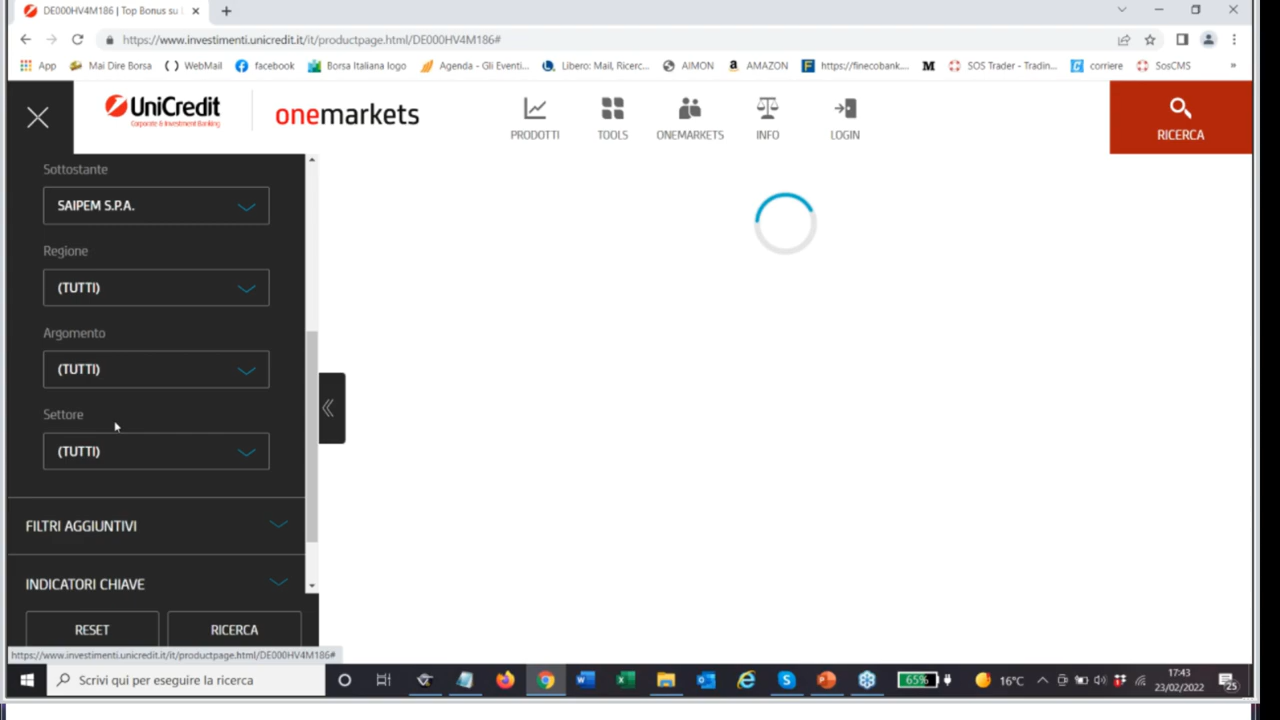 DE000HV4M186 | Top Bonus su
https://www.investimenti.unicredit.it/it/productpage.html/DE000HV4M186#
App Mai Dire Borsa WebMail facebook Borsa Italiana logo Agenda - Gli Eventi... Libero: Mail, Ricerc... AIMON AMAZON https://finecobank.... M SOS Trader - Tradin... corriere SosCMS »
UniCredit
Corporate & Investment Banking
onemarkets
PRODOTTI TOOLS ONEMARKETS INFO LOGIN RICERCA
Sottostante
SAIPEM S.P.A.
Regione
(TUTTI)
Argomento
(TUTTI)
Settore
(TUTTI)
FILTRI AGGIUNTIVI
INDICATORI CHIAVE
RESET RICERCA
https://www.investimenti.unicredit.it/it/productpage.html/DE000HV4M186#
Scrivi qui per eseguire la ricerca
65%
16°C
17:43
23/02/2022
25